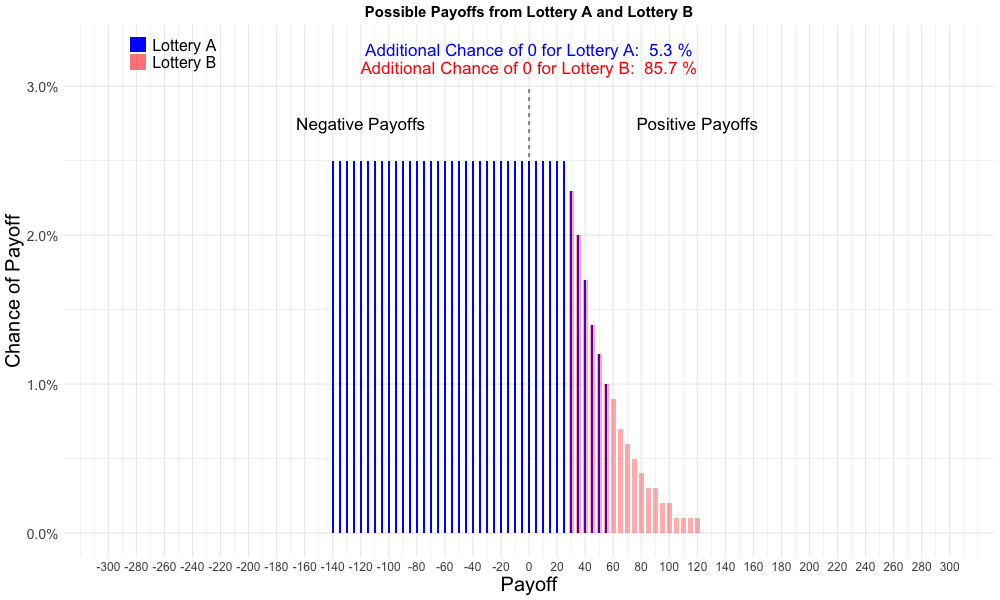 Possible Payoffs from Lottery A and Lottery B
Lottery A
Lottery B
Additional Chance of 0 for Lottery A: 5.3 %
Additional Chance of 0 for Lottery B: 85.7 %
Negative Payoffs
Positive Payoffs
Chance of Payoff
3.0%
2.0%
1.0%
0.0%
-300 -280 -260 -240 -220 -200 -180 -160 -140 -120 -100 -80 -60 -40 -20 0 20 40 60 80 100 120 140 160 180 200 220 240 260 280 300
Payoff